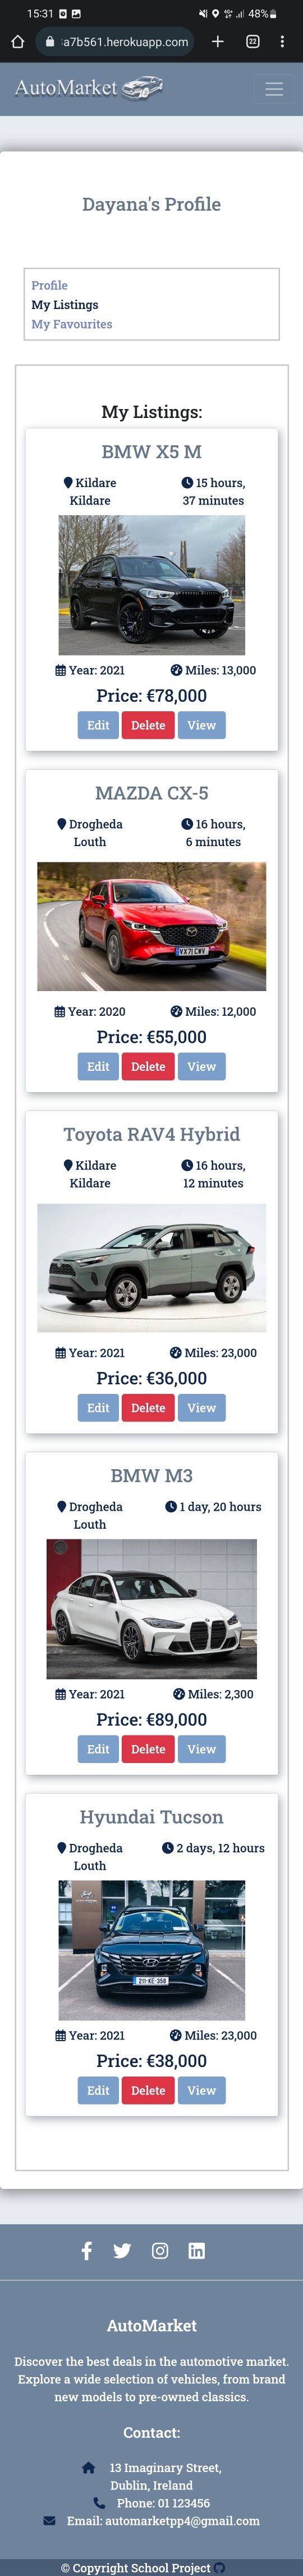 15:31 48%
a7b561.herokuapp.com 22
AutoMarket
Dayana's Profile
Profile
My Listings
My Favourites
My Listings:
BMW X5 M
Kildare 15 hours,
Kildare 37 minutes
Year: 2021 Miles: 13,000
Price: €78,000
Edit Delete View
MAZDA CX-5
Drogheda 16 hours,
Louth 6 minutes
VX71 CWV
Year: 2020 Miles: 12,000
Price: €55,000
Edit Delete View
Toyota RAV4 Hybrid
Kildare 16 hours,
Kildare 12 minutes
Year: 2021 Miles: 23,000
Price: €36,000
Edit Delete View
BMW M3
Drogheda 1 day, 20 hours
Louth
Year: 2021 Miles: 2,300
Price: €89,000
Edit Delete View
Hyundai Tucson
Drogheda 2 days, 12 hours
Louth
211-KE-358
Year: 2021 Miles: 23,000
Price: €38,000
Edit Delete View
AutoMarket
Discover the best deals in the automotive market.
Explore a wide selection of vehicles, from brand
new models to pre-owned classics.
Contact:
13 Imaginary Street,
Dublin, Ireland
Phone: 01 123456
Email: automarketpp4@gmail.com
© Copyright School Project